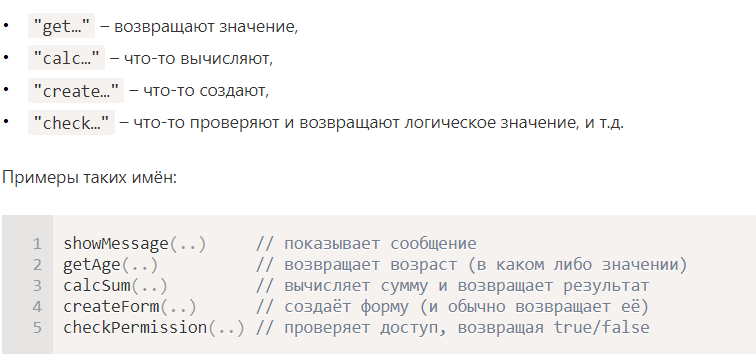 • "get…" – возвращают значение,
• "calc…" – что-то вычисляют,
• "create…" – что-то создают,
• "check…" – что-то проверяют и возвращают логическое значение, и т.д.
Примеры таких имён:
1 showMessage(..) // показывает сообщение
2 getAge(..) // возвращает возраст (в каком либо значении)
3 calcSum(..) // вычисляет сумму и возвращает результат
4 createForm(..) // создаёт форму (и обычно возвращает её)
5 checkPermission(..) // проверяет доступ, возвращая true/false